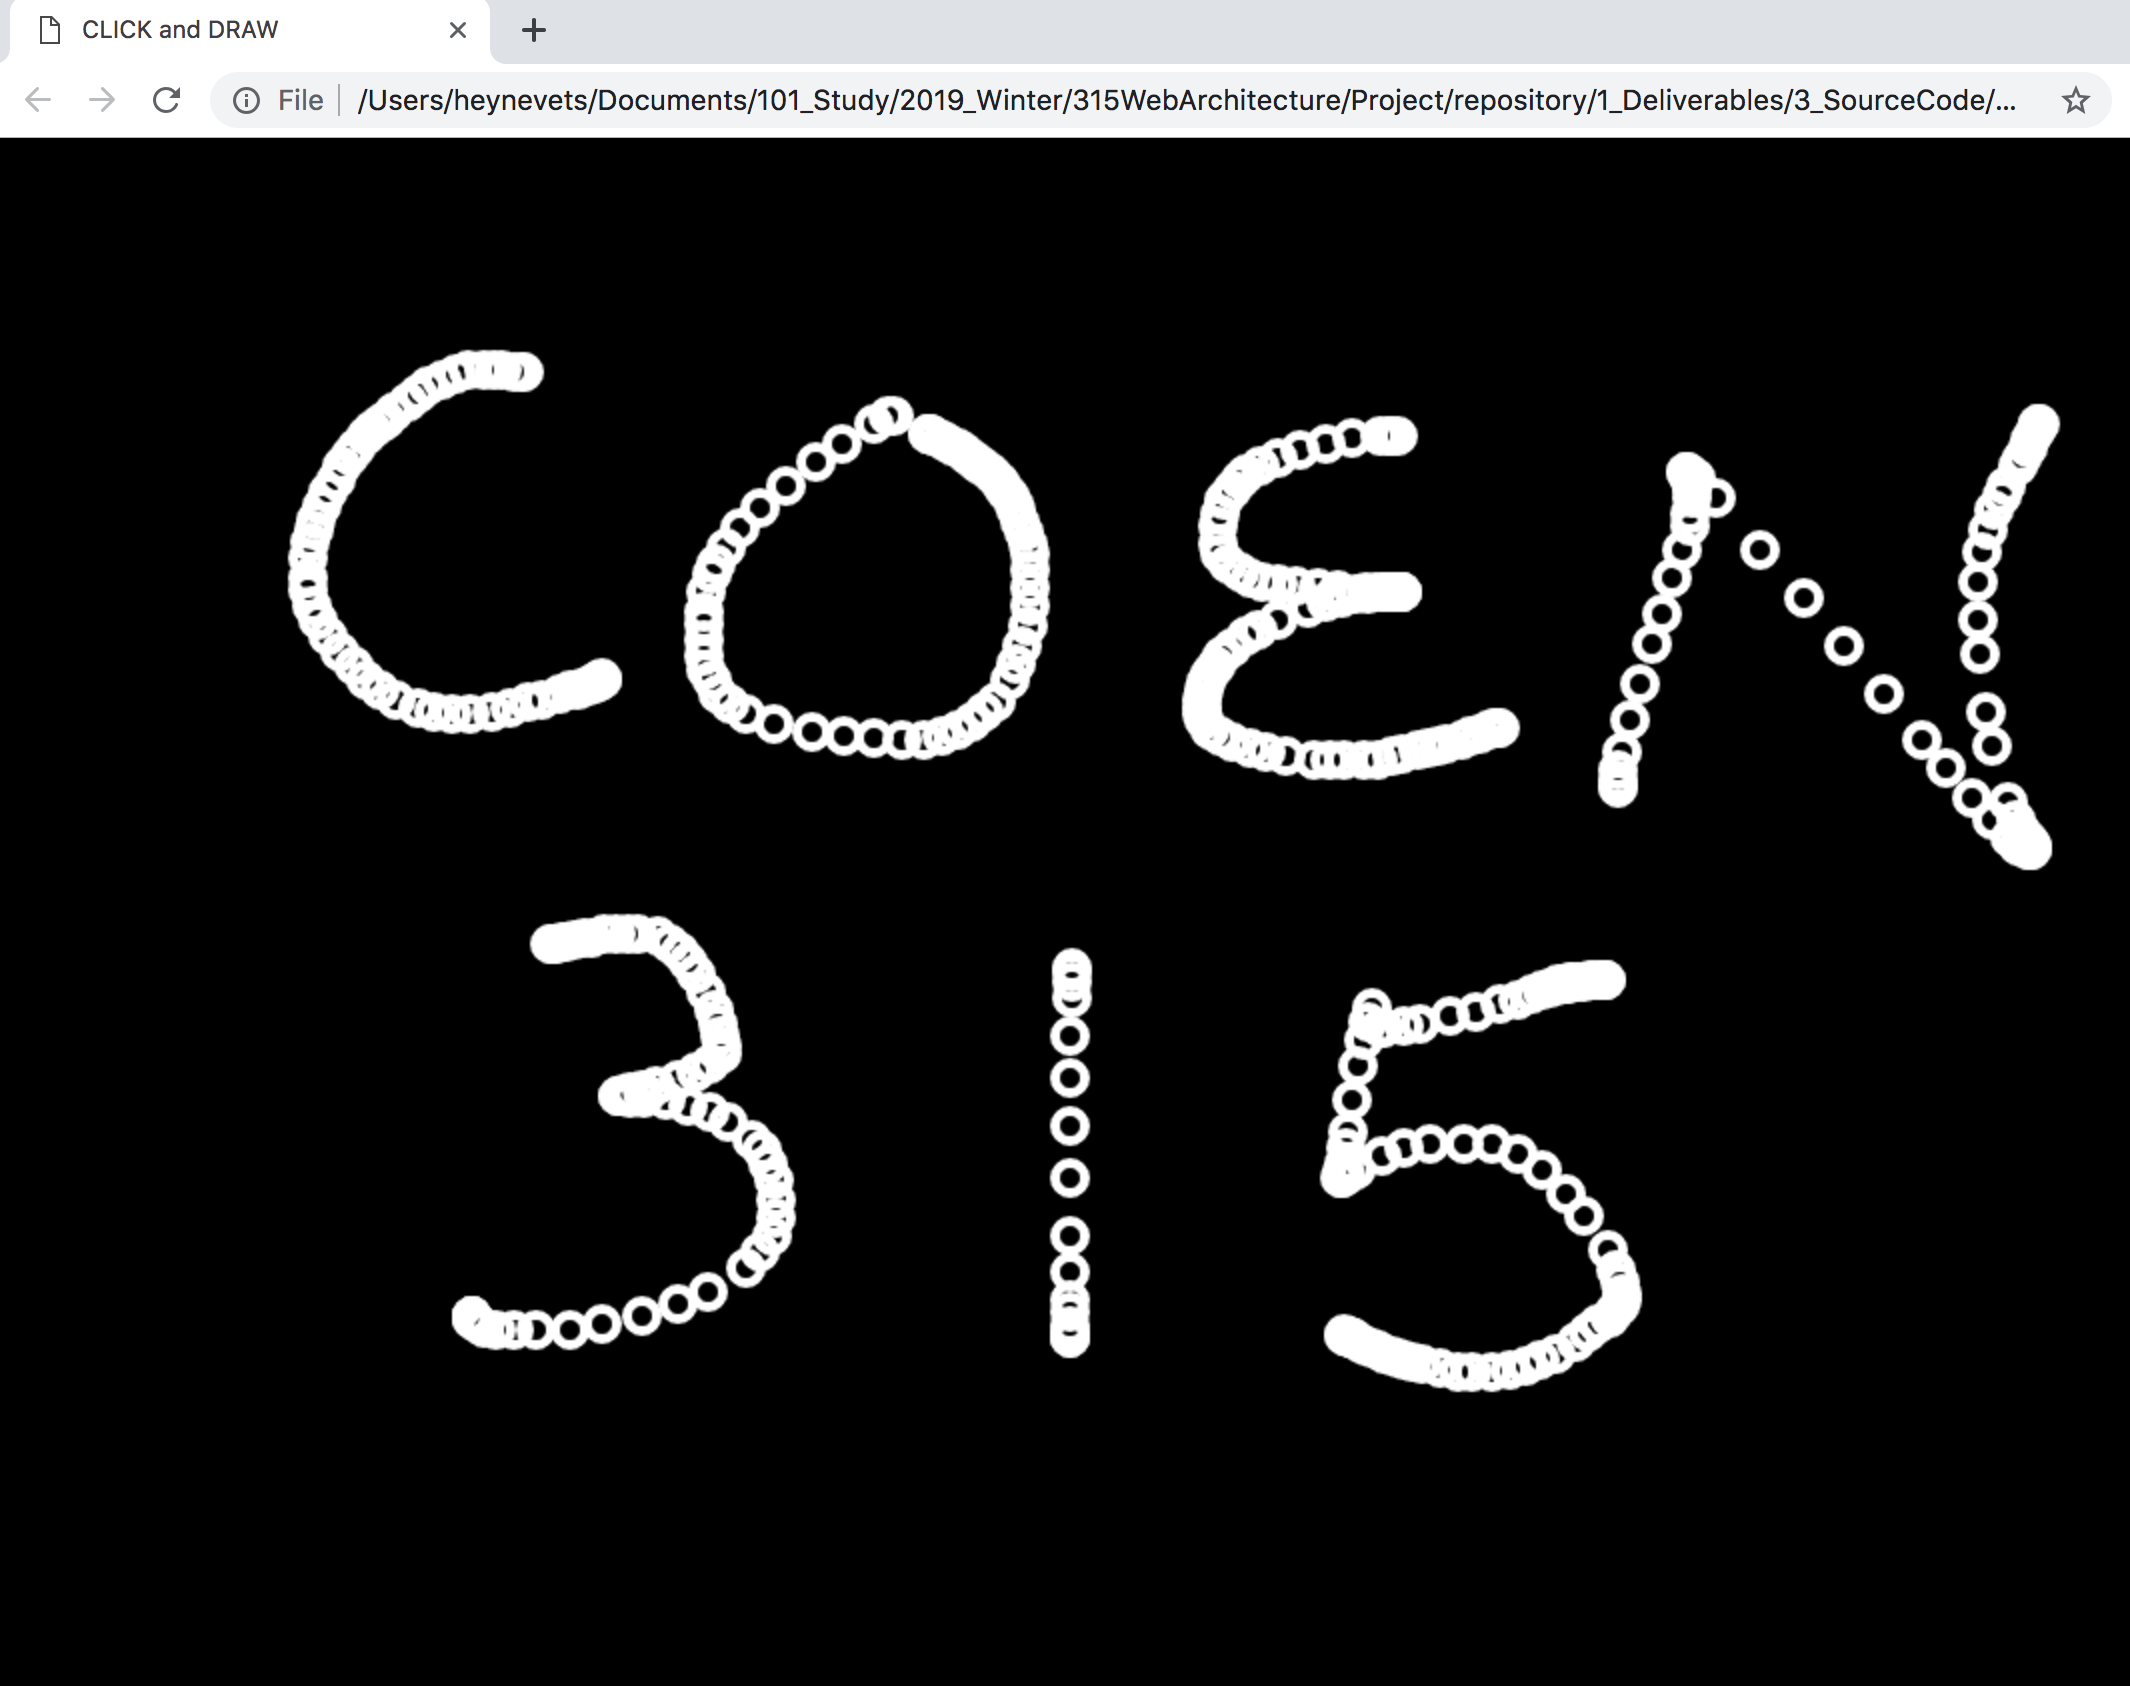 CLICK and DRAW
File /Users/heynevets/Documents/101_Study/2019_Winter/315WebArchitecture/Project/repository/1_Deliverables/3_SourceCode/...
COEN
315